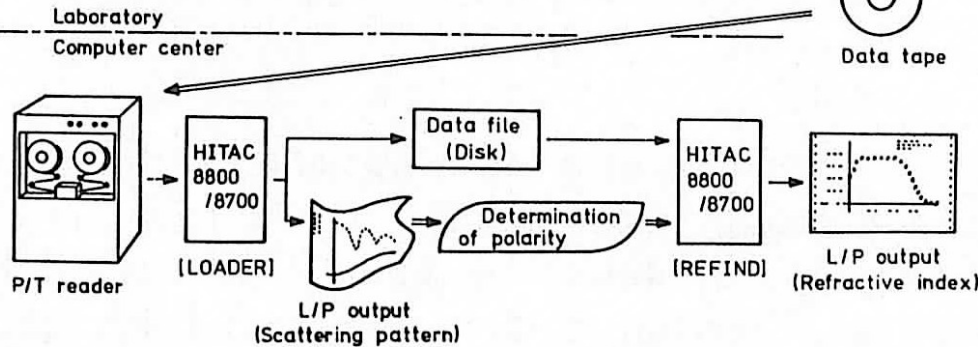 Laboratory
Computer center
Data tape
P/T reader
HITAC
8800
/8700
[LOADER]
Data file
(Disk)
L/P output
(Scattering pattern)
Determination
of polarity
HITAC
8800
/8700
[REFIND]
L/P output
(Refractive index)